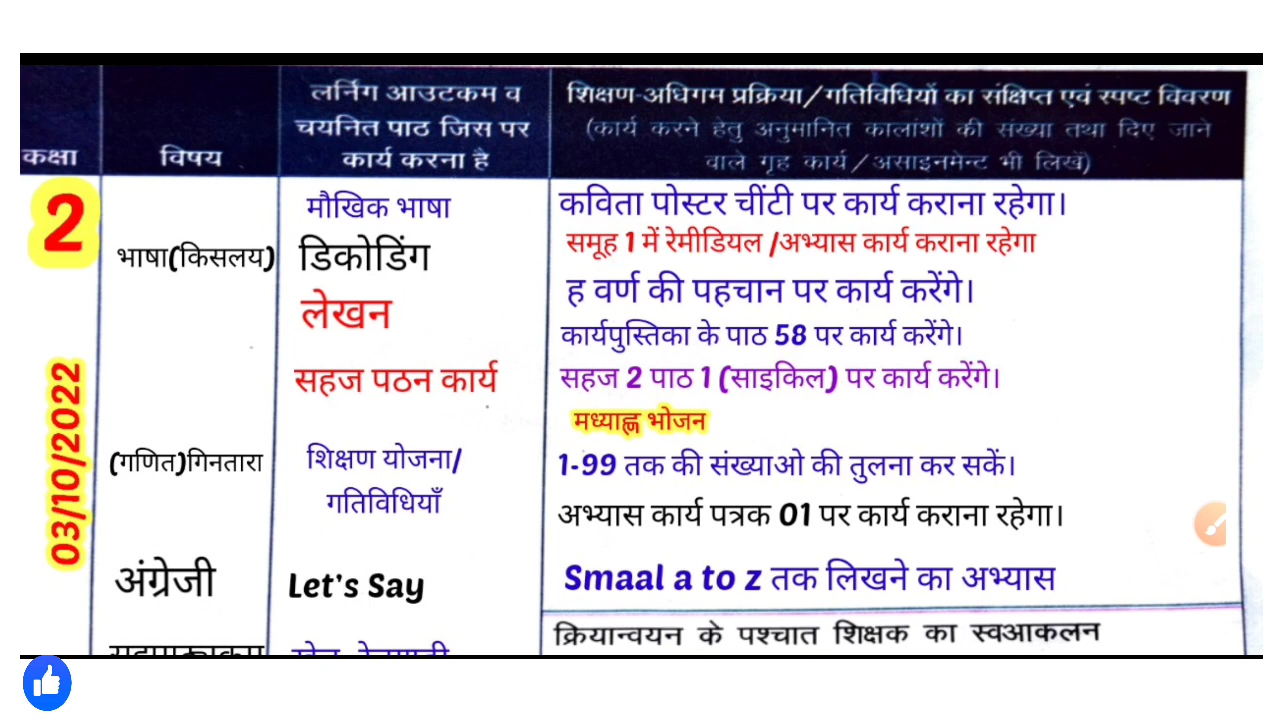 लर्निंग आउटकम व
चयनित पाठ जिस पर
कार्य करना है
शिक्षण-अधिगम प्रक्रिया/गतिविधियों का संक्षिप्त एवं स्पष्ट विवरण
(कार्य करने हेतु अनुमानित कालांशों की संख्या तथा दिए जाने
वाले गृह कार्य/असाइनमेन्ट भी लिखें)
कक्षा
विषय
2
03/10/2022
भाषा(किसलय)
मौखिक भाषा
डिकोडिंग
लेखन
सहज पठन कार्य
कविता पोस्टर चींटी पर कार्य कराना रहेगा।
समूह 1 में रेमीडियल /अभ्यास कार्य कराना रहेगा
ह वर्ण की पहचान पर कार्य करेंगे।
कार्यपुस्तिका के पाठ 58 पर कार्य करेंगे।
सहज 2 पाठ 1 (साइकिल) पर कार्य करेंगे।
मध्याह्न भोजन
(गणित)गिनतारा
शिक्षण योजना/
गतिविधियाँ
1-99 तक की संख्याओ की तुलना कर सकें।
अभ्यास कार्य पत्रक 01 पर कार्य कराना रहेगा।
अंग्रेजी
Let's Say
Smaal a to z तक लिखने का अभ्यास
क्रियान्वयन के पश्चात शिक्षक का स्वआकलन